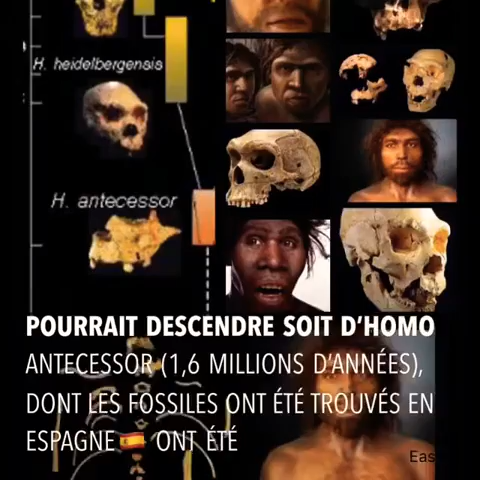 H. heidelbergensis
H. antecessor
POURRAIT DESCENDRE SOIT D'HOMO
ANTECESSOR (1,6 MILLIONS D'ANNÉES),
DONT LES FOSSILES ONT ÉTÉ TROUVÉS EN
ESPAGNE 🇪🇸 ONT ÉTÉ
Eas